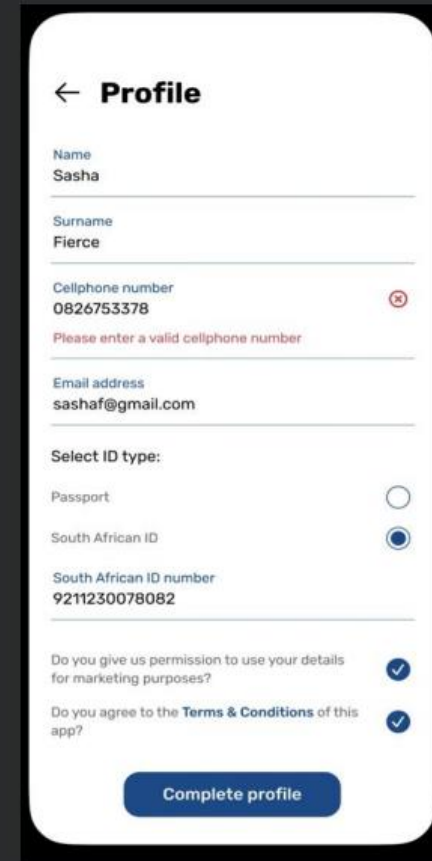 Profile
Name
Sasha
Surname
Fierce
Cellphone number
0826753378
Please enter a valid cellphone number
Email address
sashaf@gmail.com
Select ID type:
Passport
South African ID
South African ID number
9211230078082
Do you give us permission to use your details
for marketing purposes?
Do you agree to the Terms & Conditions of this
app?
Complete profile